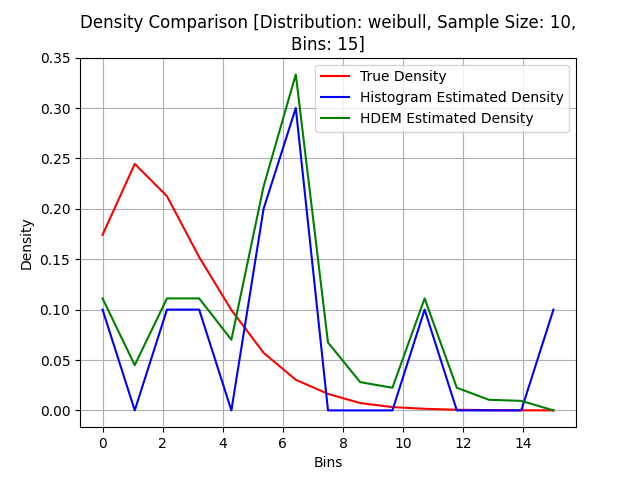 Density Comparison [Distribution: weibull, Sample Size: 10,
Bins: 15]
True Density
Histogram Estimated Density
HDEM Estimated Density
Density
0.35
0.30
0.25
0.20
0.15
0.10
0.05
0.00
0 2 4 6 8 10 12 14
Bins